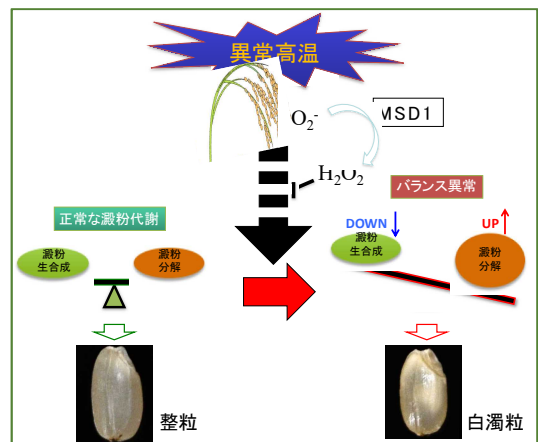 異常高温
O₂⁻
MSD1
H₂O₂
バランス異常
正常な澱粉代謝
DOWN
UP
澱粉
生合成
澱粉
分解
澱粉
生合成
澱粉
分解
整粒
白濁粒